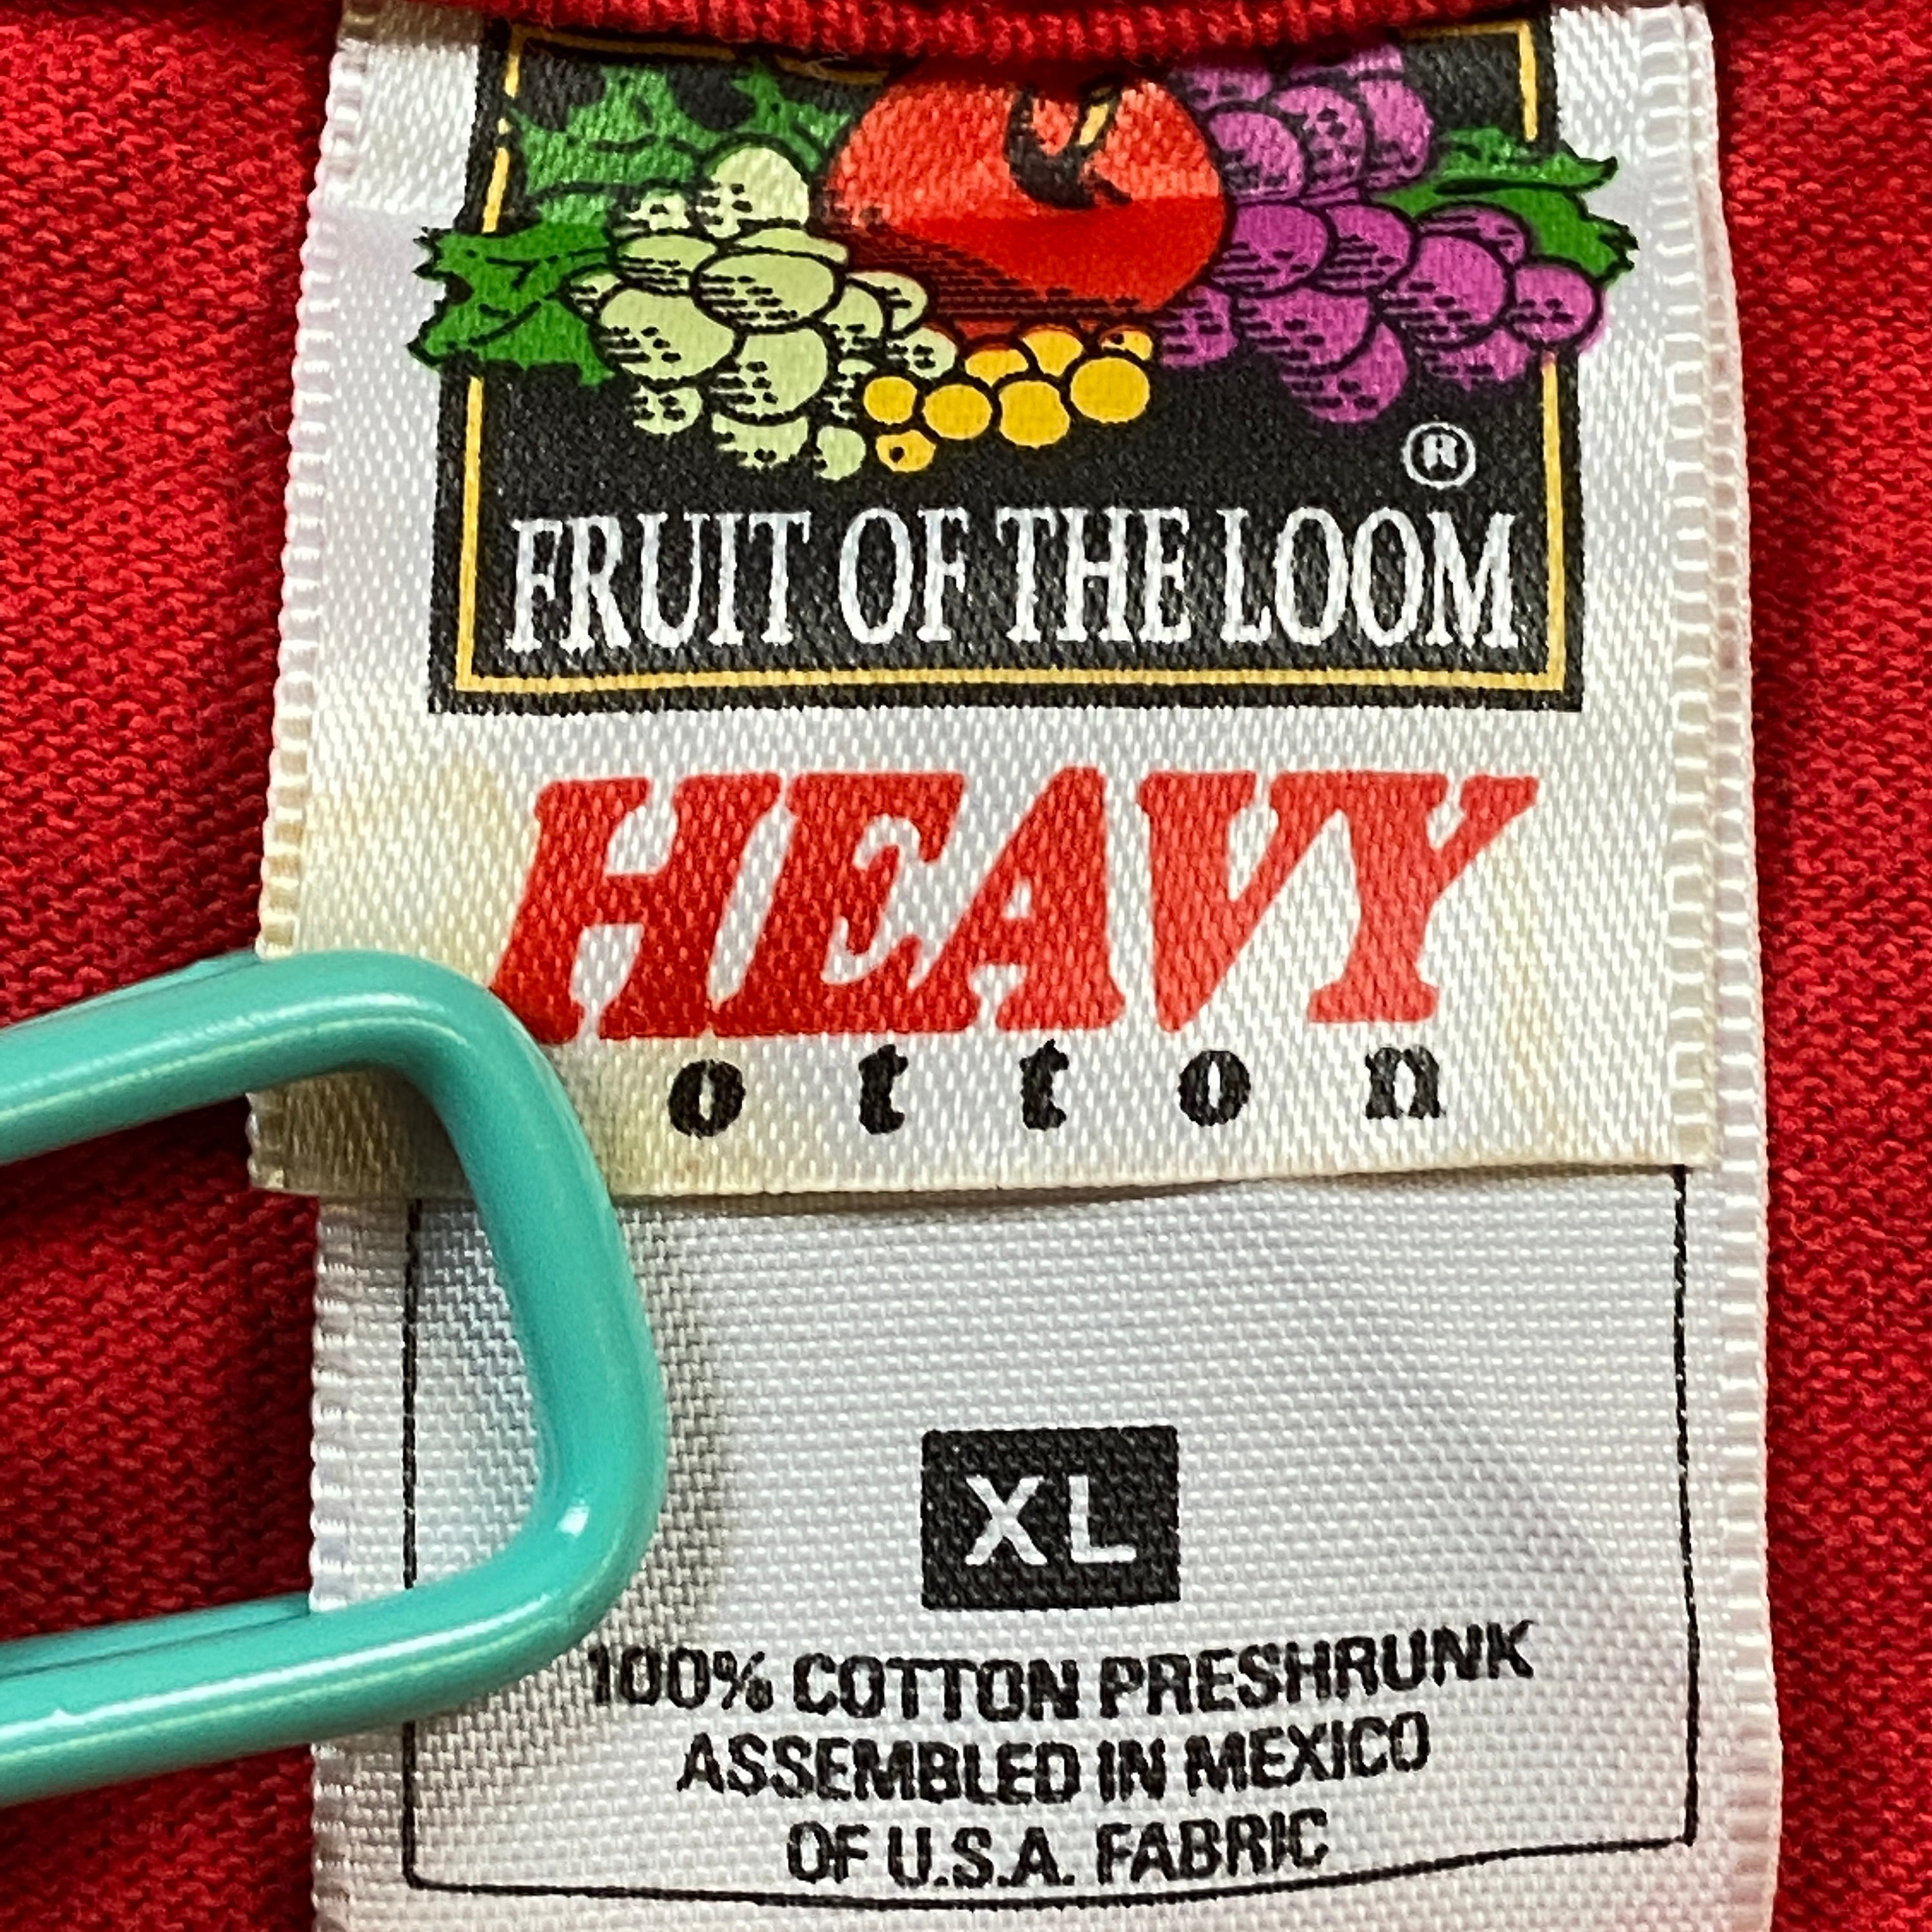 ®
FRUIT OF THE LOOM
HEAVY
otton
XL
100% COTTON PRESHRUNK
ASSEMBLED IN MEXICO
OF U.S.A. FABRIC